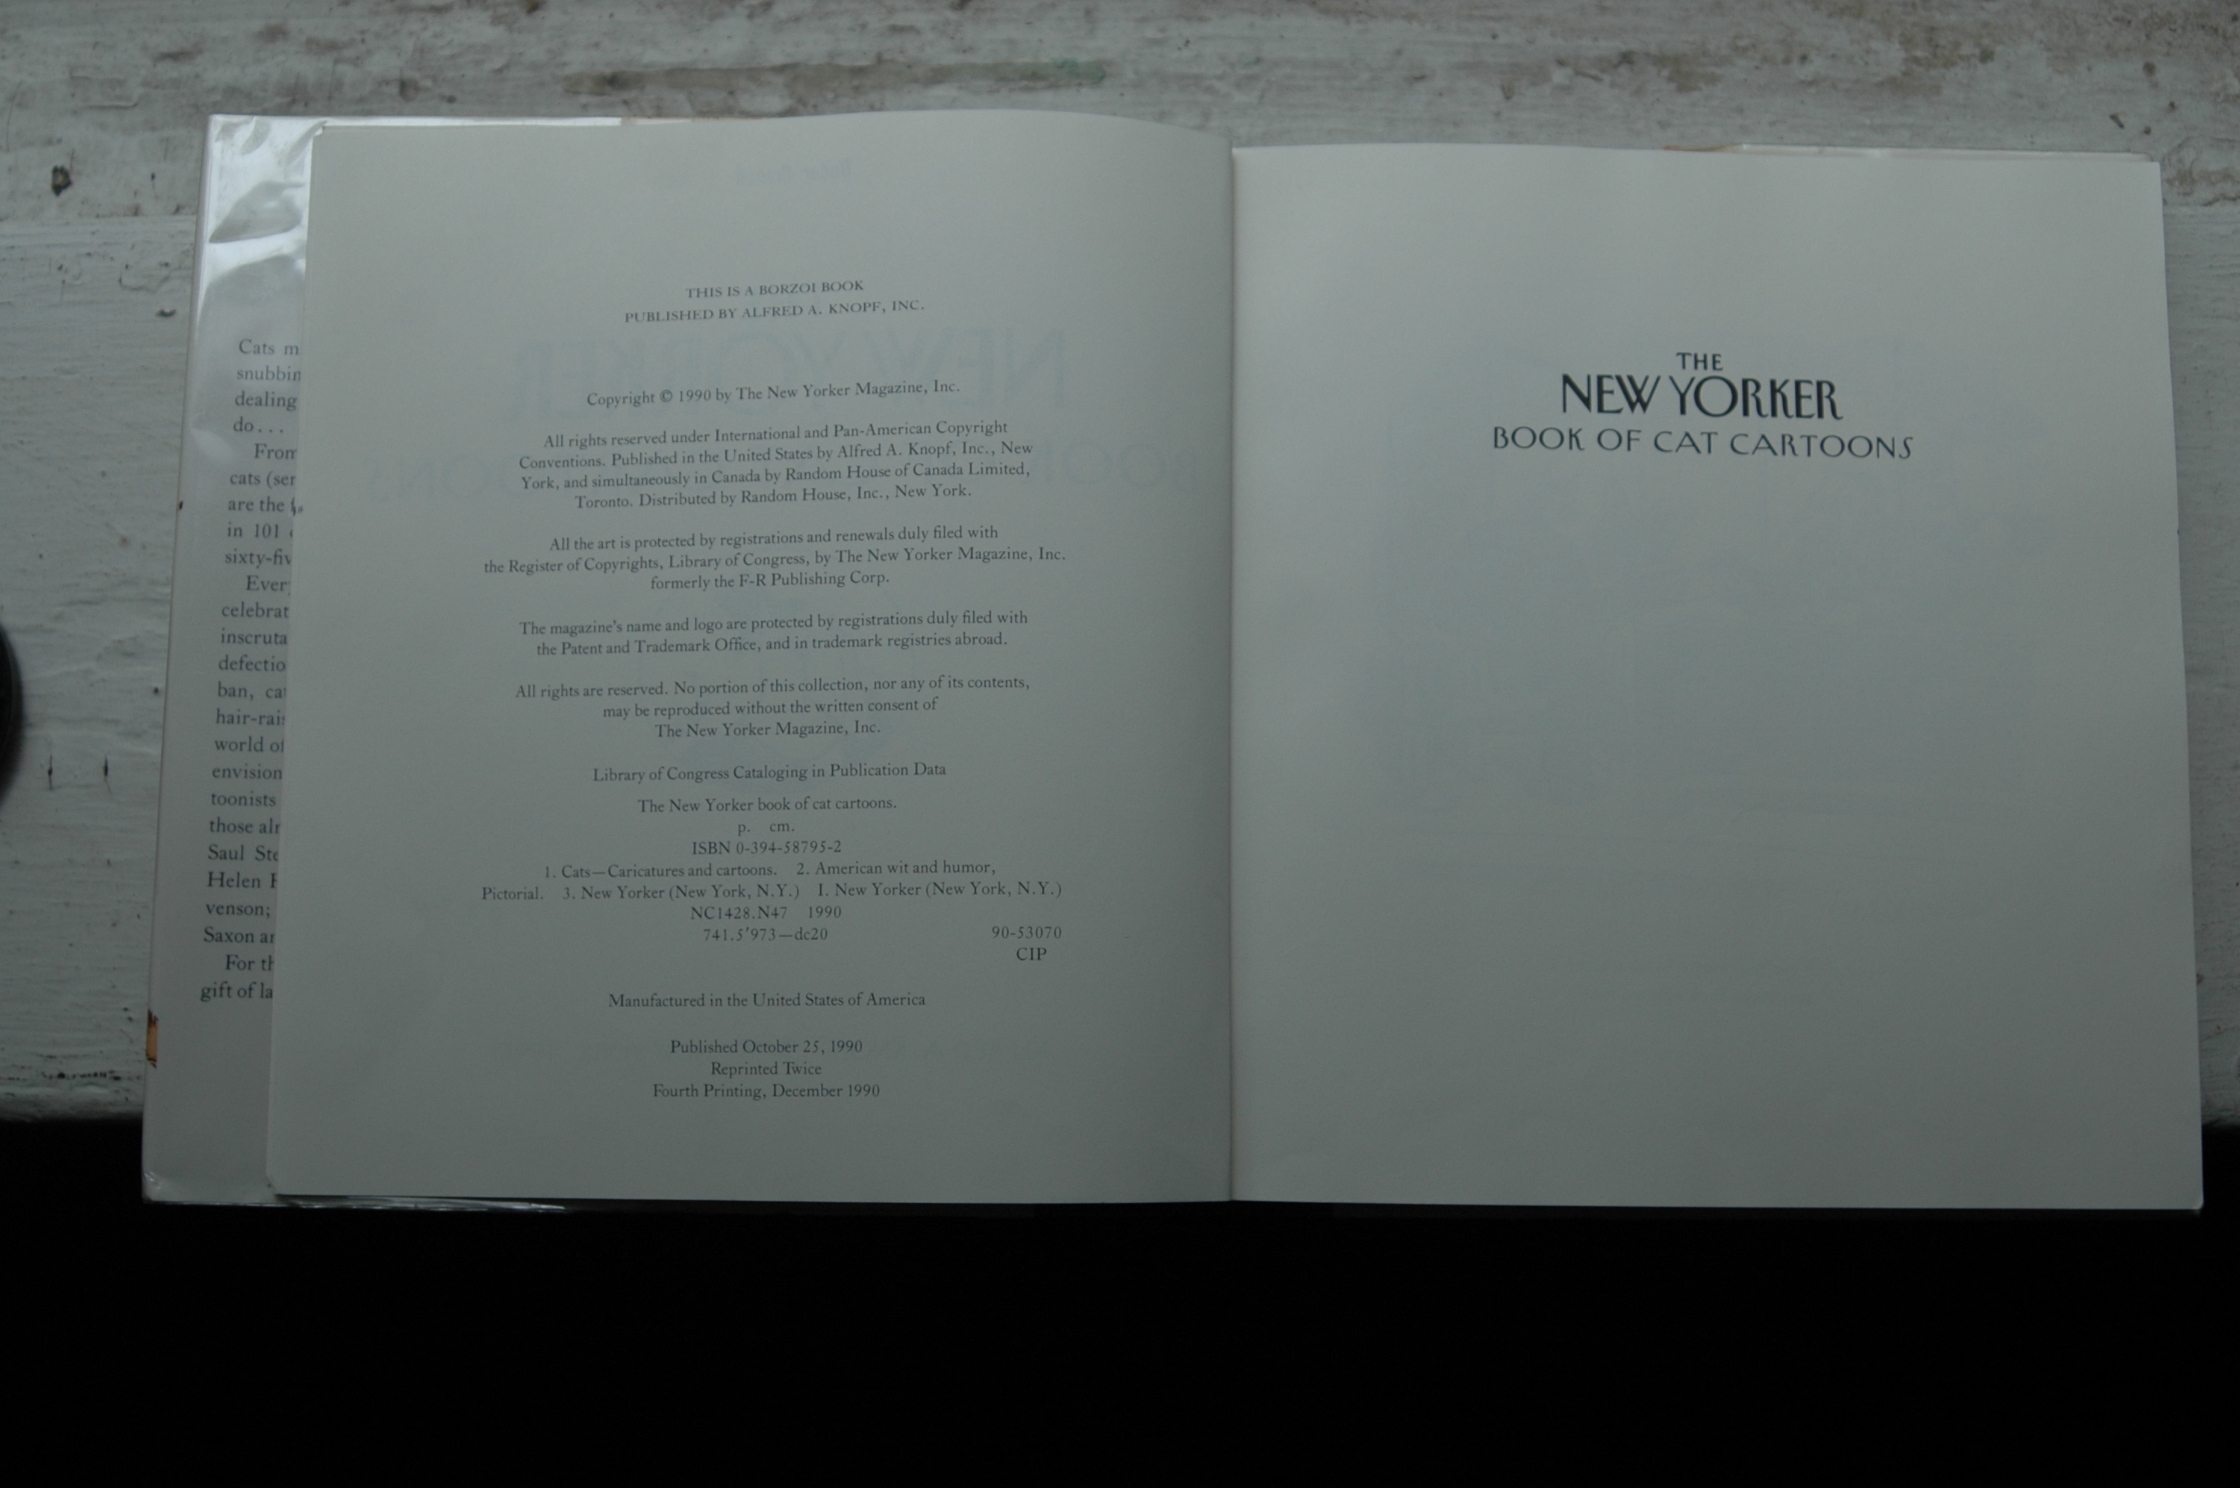 Cats m
snubbin
dealing
do...
From
cats (ser
are the
in 101
sixty-fiv
Ever
celebrat
inscruta
defectio
ban, ca
hair-rai
world of
envision
toonists
those alr
Saul Ste
Helen
venson;
Saxon an
For th
gift of la
THIS IS A BORZOI BOOK
PUBLISHED BY ALFRED A. KNOPF, INC.
Copyright © 1990 by The New Yorker Magazine, Inc.
All rights reserved under International and Pan-American Copyright
Conventions. Published in the United States by Alfred A. Knopf, Inc., New
York, and simultaneously in Canada by Random House of Canada Limited,
Toronto. Distributed by Random House, Inc., New York.
All the art is protected by registrations and renewals duly filed with
the Register of Copyrights, Library of Congress, by The New Yorker Magazine, Inc.
formerly the F-R Publishing Corp.
The magazine's name and logo are protected by registrations duly filed with
the Patent and Trademark Office, and in trademark registries abroad.
All rights are reserved. No portion of this collection, nor any of its contents,
may be reproduced without the written consent of
The New Yorker Magazine, Inc.
Library of Congress Cataloging in Publication Data
The New Yorker book of cat cartoons.
p. cm.
ISBN 0-394-58795-2
1. Cats—Caricatures and cartoons. 2. American wit and humor,
Pictorial. 3. New Yorker (New York, N.Y.) I. New Yorker (New York, N.Y.)
NC1428.N47 1990
741.5'973—dc20 90-53070
CIP
Manufactured in the United States of America
Published October 25, 1990
Reprinted Twice
Fourth Printing, December 1990
THE
NEW YORKER
BOOK OF CAT CARTOONS